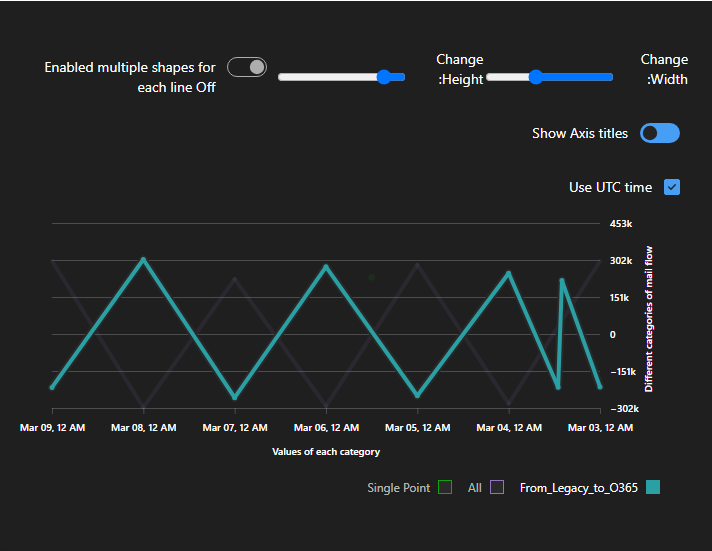 Enabled multiple shapes for
each line Off
Change
:Height
Change
:Width
Show Axis titles
Use UTC time
453k
302k
151k
0
−151k
−302k
Different categories of mail flow
Mar 09, 12 AM
Mar 08, 12 AM
Mar 07, 12 AM
Mar 06, 12 AM
Mar 05, 12 AM
Mar 04, 12 AM
Mar 03, 12 AM
Values of each category
Single Point
All
From_Legacy_to_O365